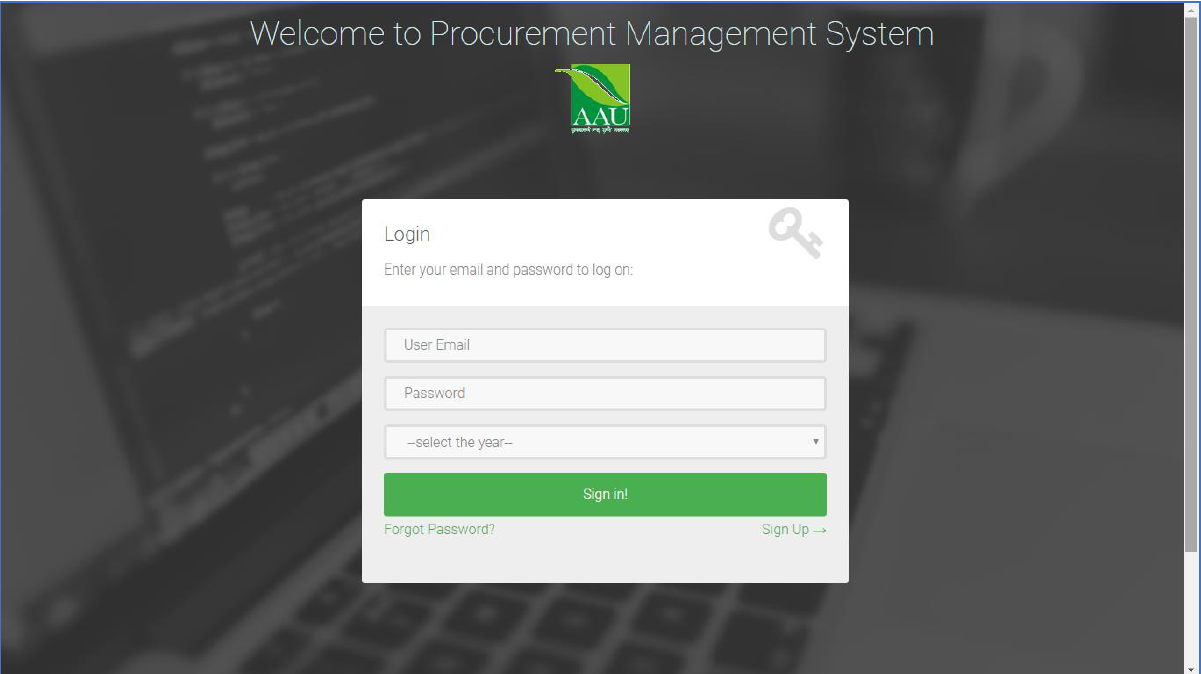 Welcome to Procurement Management System
AAU
Login
Enter your email and password to log on:
User Email
Password
--select the year--
Sign in!
Forgot Password?
Sign Up →